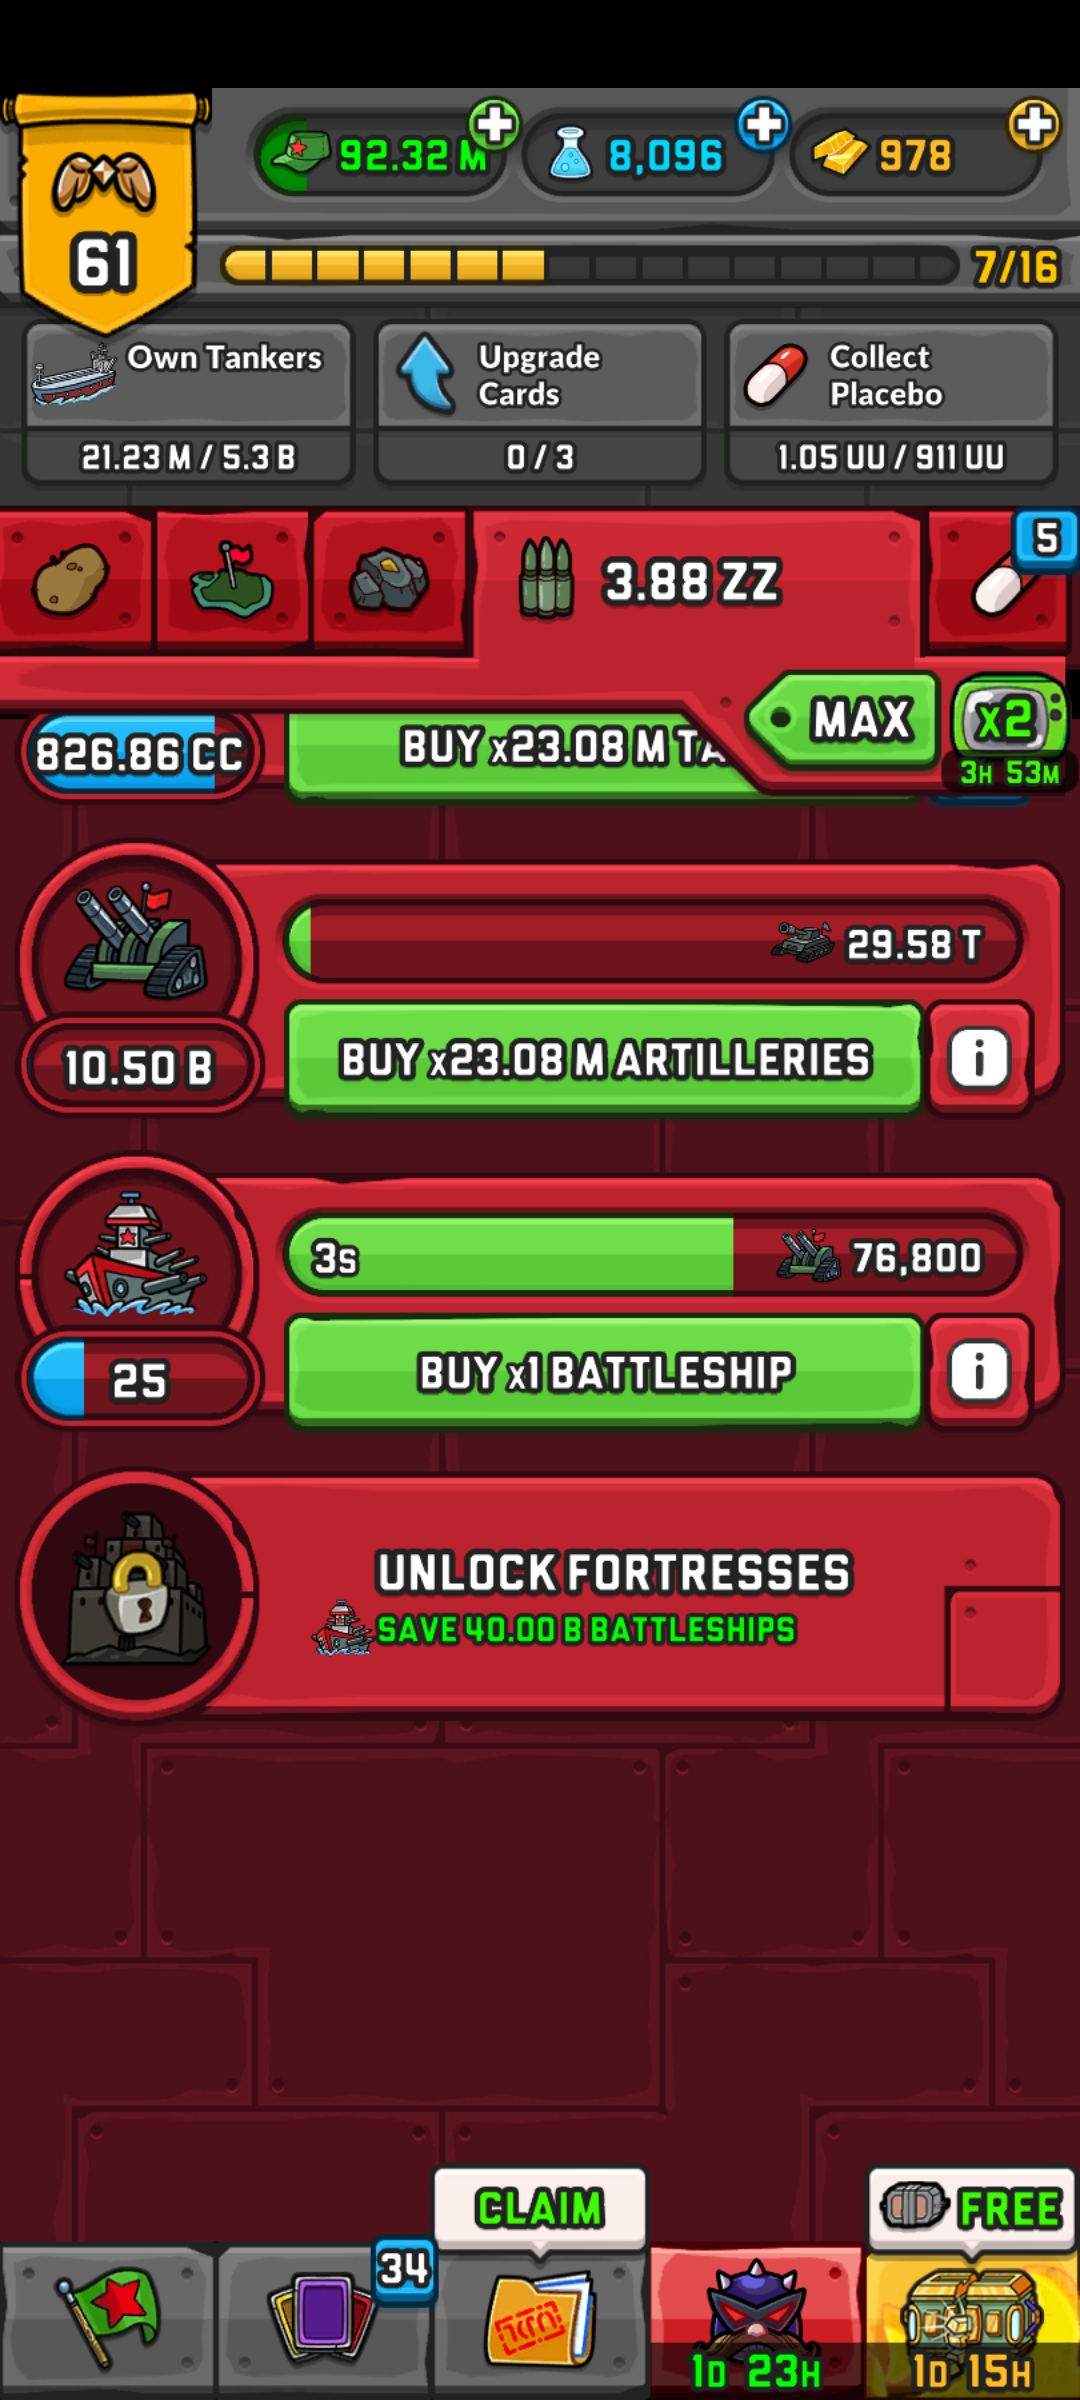 92.32 M
8,096
978
61
7/16
Own Tankers
21.23 M / 5.3 B
Upgrade
Cards
0 / 3
Collect
Placebo
1.05 UU / 911 UU
3.88 ZZ
5
MAX
x2
3H 53M
826.86 CC
BUY x23.08 M TA
29.58 T
10.50 B
BUY x23.08 M ARTILLERIES
i
3s
76,800
25
BUY x1 BATTLESHIP
i
UNLOCK FORTRESSES
SAVE 40.00 B BATTLESHIPS
CLAIM
FREE
34
1D 23H
1D 15H